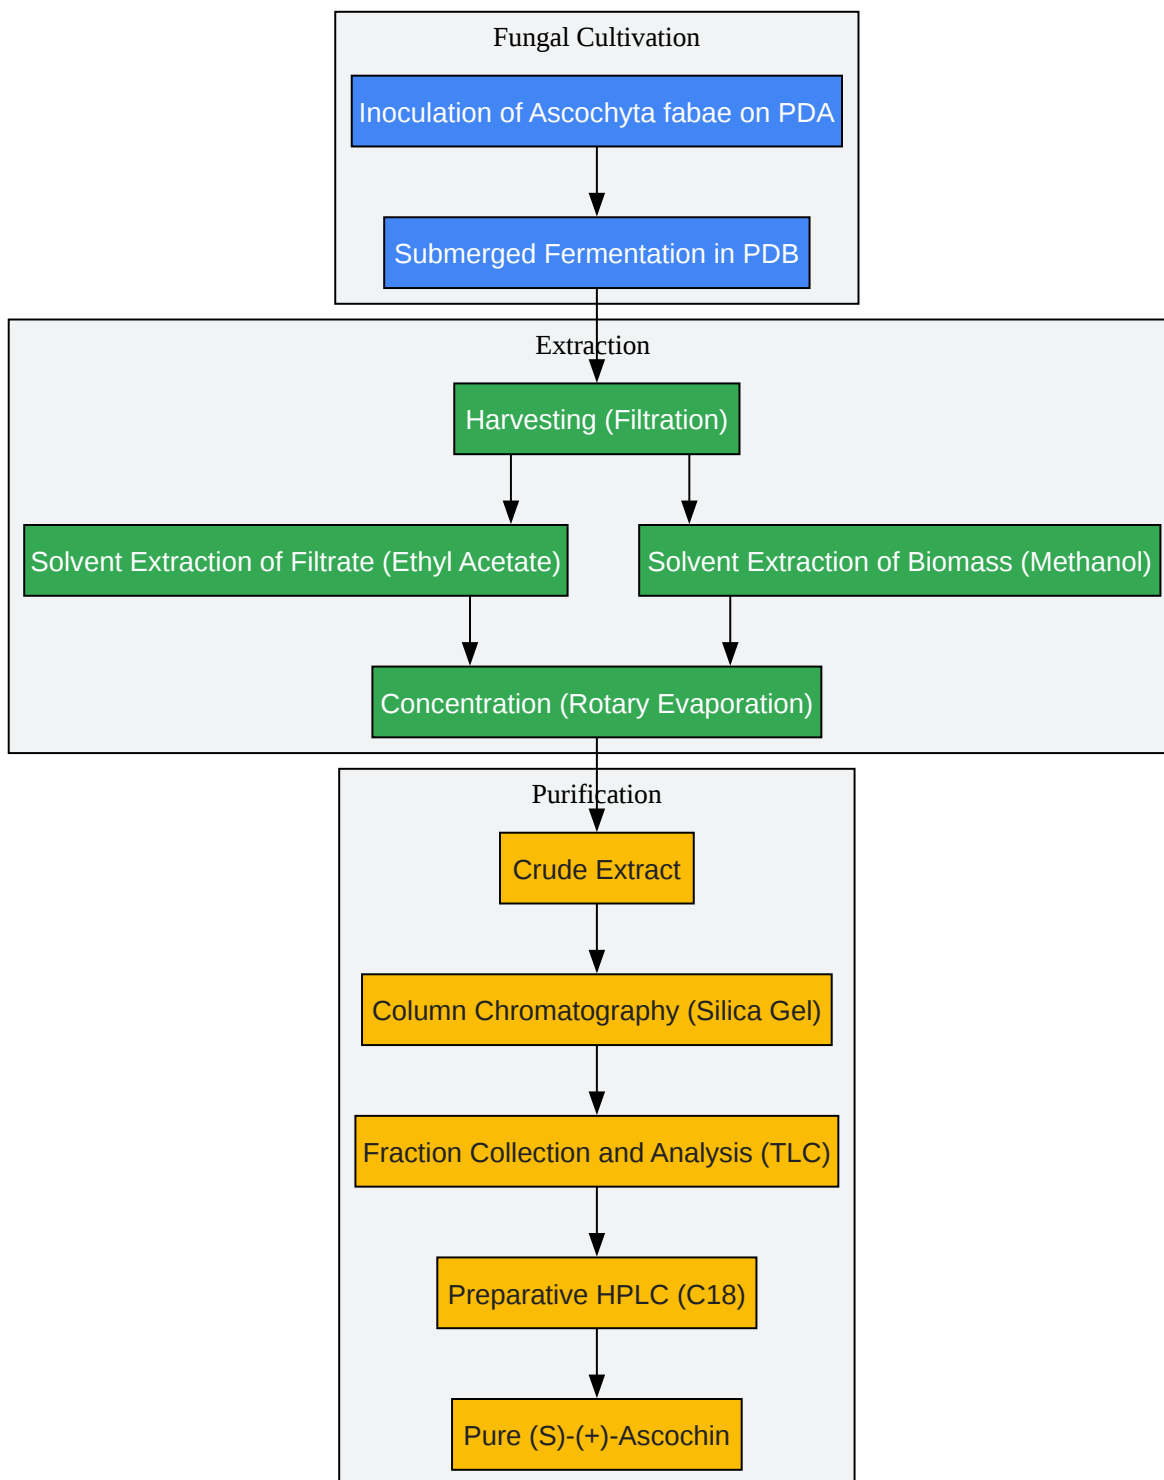 Fungal Cultivation
Inoculation of Ascochyta fabae on PDA
Submerged Fermentation in PDB
Extraction
Harvesting (Filtration)
Solvent Extraction of Filtrate (Ethyl Acetate)
Solvent Extraction of Biomass (Methanol)
Concentration (Rotary Evaporation)
Purification
Crude Extract
Column Chromatography (Silica Gel)
Fraction Collection and Analysis (TLC)
Preparative HPLC (C18)
Pure (S)-(+)-Ascochin